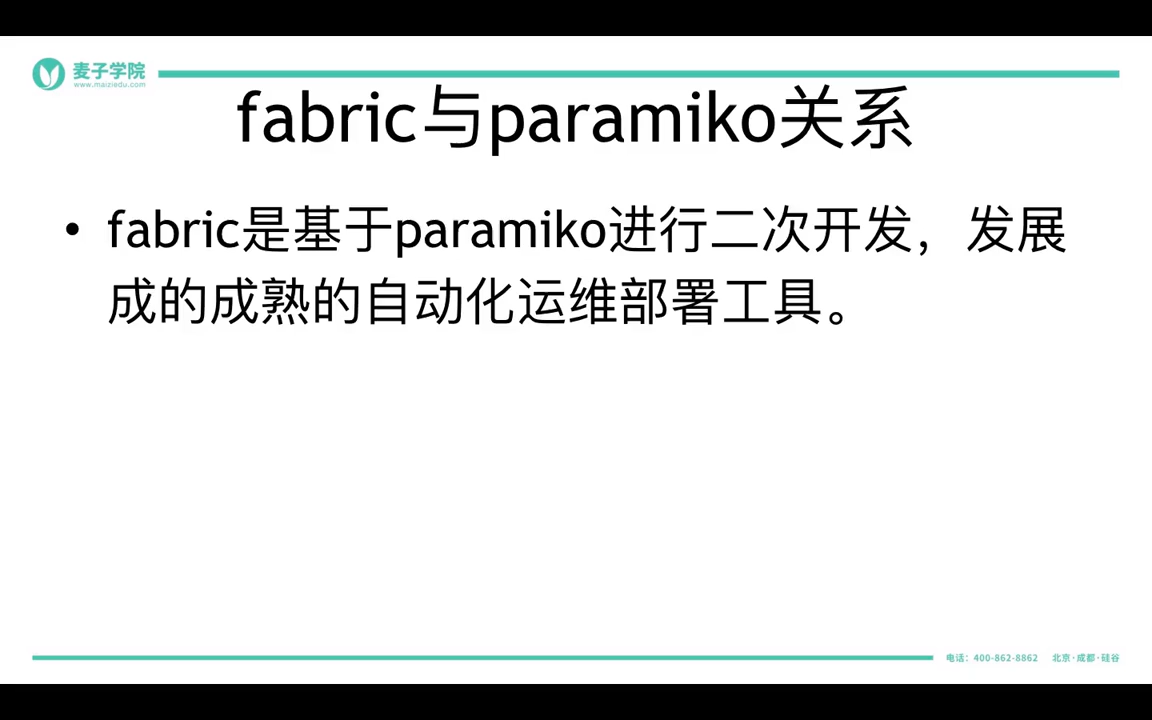 麦子学院
www.maiziedu.com
fabric与paramiko关系
• fabric是基于paramiko进行二次开发，发展
成的成熟的自动化运维部署工具。
电话：400-862-8862 北京·成都·硅谷